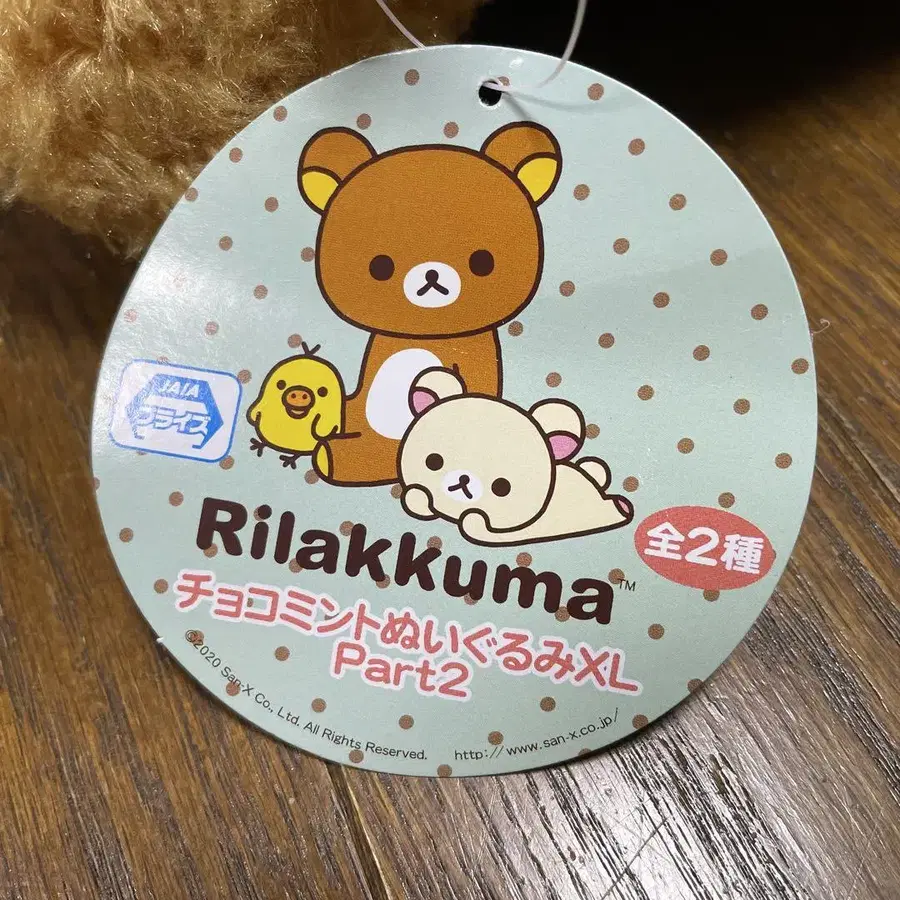 JAIA
プライズ
Rilakkuma™
全2種
チョコミントぬいぐるみXL
Part2
©2020 San-X Co., Ltd. All Rights Reserved. http://www.san-x.co.jp/